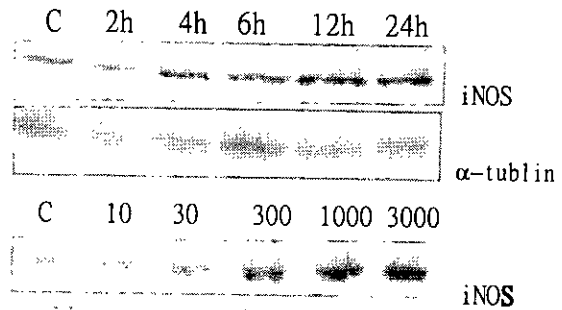 C 2h 4h 6h 12h 24h
iNOS
α-tublin
C 10 30 300 1000 3000
iNOS